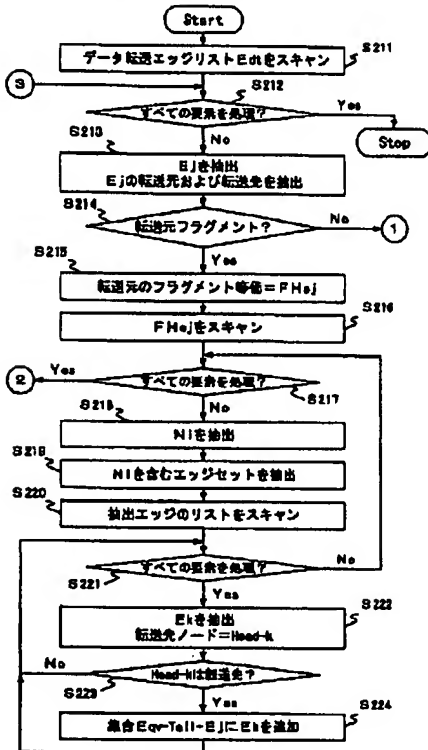 Start
データ転送エッジリストEdtをスキャン
S211
3
S212
すべての要素を処理?
Yes
Stop
No
S213
Ejを抽出
Ejの転送元および転送先を抽出
S214
転送元フラグメント?
No
1
Yes
S215
転送元のフラグメント等価=FHej
S216
FHejをスキャン
2
Yes
すべての要素を処理?
S217
No
S218
Niを抽出
S219
Niを含むエッジセットを抽出
S220
抽出エッジのリストをスキャン
すべての要素を処理?
No
S221
Yes
S222
Ekを抽出
転送先ノード=Head-k
No
Head-kは
S223
Yes
S224
集合Eqv-Tail-EjにEkを追加